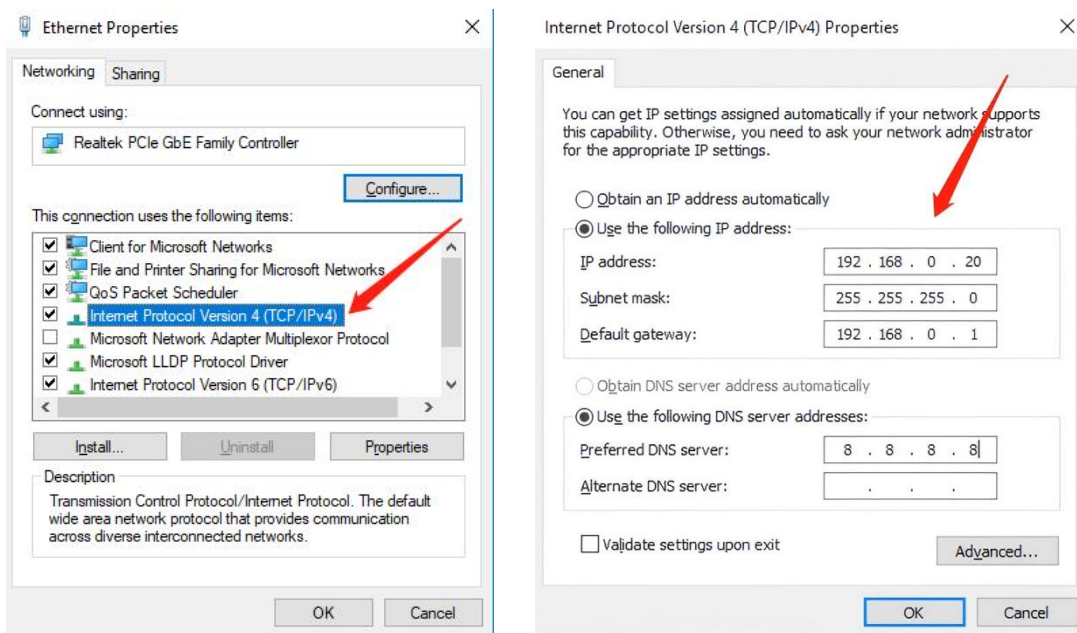 Ethernet Properties
Networking
Sharing
Connect using:
Realtek PCIe GbE Family Controller
Configure...
This connection uses the following items:
Client for Microsoft Networks
File and Printer Sharing for Microsoft Networks
QoS Packet Scheduler
Internet Protocol Version 4 (TCP/IPv4)
Microsoft Network Adapter Multiplexor Protocol
Microsoft LLDP Protocol Driver
Internet Protocol Version 6 (TCP/IPv6)
Install...
Uninstall
Properties
Description
Transmission Control Protocol/Internet Protocol. The default
wide area network protocol that provides communication
across diverse interconnected networks.
OK
Cancel
Internet Protocol Version 4 (TCP/IPv4) Properties
General
You can get IP settings assigned automatically if your network supports
this capability. Otherwise, you need to ask your network administrator
for the appropriate IP settings.
Obtain an IP address automatically
Use the following IP address:
IP address: 192 . 168 . 0 . 20
Subnet mask: 255 . 255 . 255 . 0
Default gateway: 192 . 168 . 0 . 1
Obtain DNS server address automatically
Use the following DNS server addresses:
Preferred DNS server: 8 . 8 . 8 . 8
Alternate DNS server: . . .
Validate settings upon exit
Advanced...
OK
Cancel